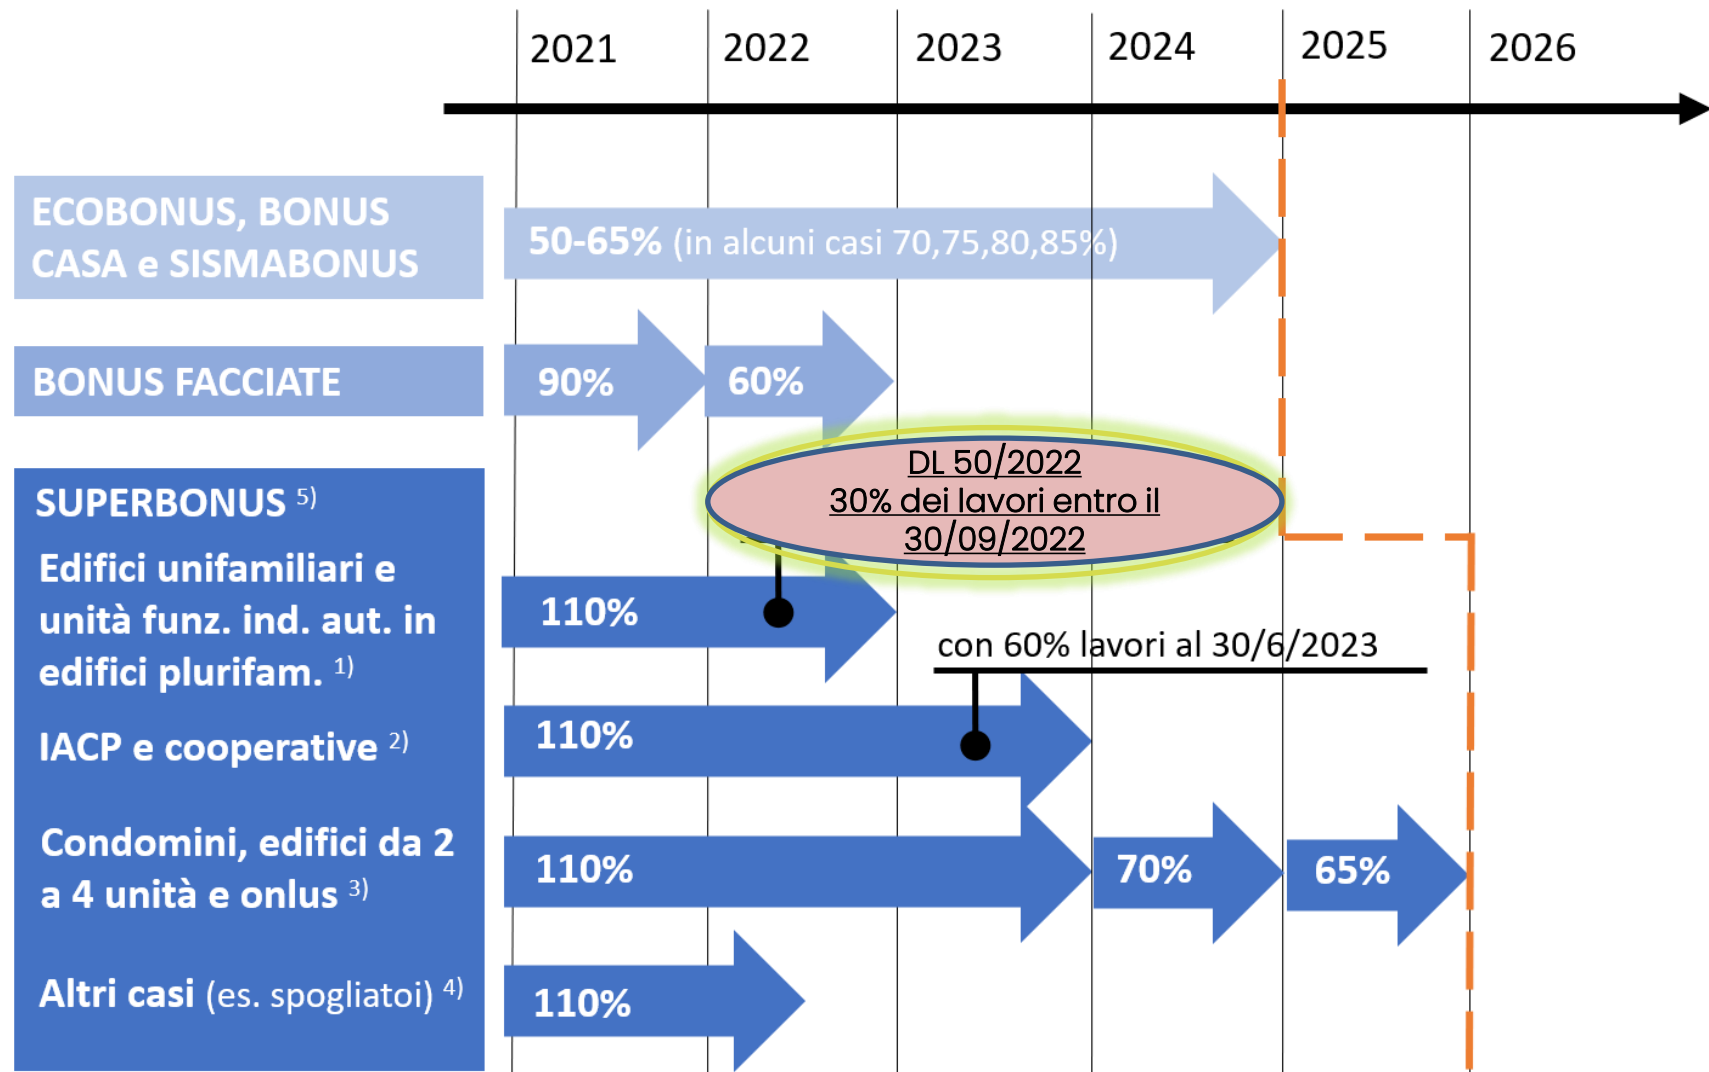 2021 2022 2023 2024 2025 2026
ECOBONUS, BONUS
CASA e SISMABONUS
50-65% (in alcuni casi 70,75,80,85%)
BONUS FACCIATE
90%
60%
DL 50/2022
30% dei lavori entro il
30/09/2022
SUPERBONUS 5)
Edifici unifamiliari e
unità funz. ind. aut. in
edifici plurifam. 1)
110%
con 60% lavori al 30/6/2023
IACP e cooperative 2)
110%
Condomini, edifici da 2
a 4 unità e onlus 3)
110%
70%
65%
Altri casi (es. spogliatoi) 4)
110%